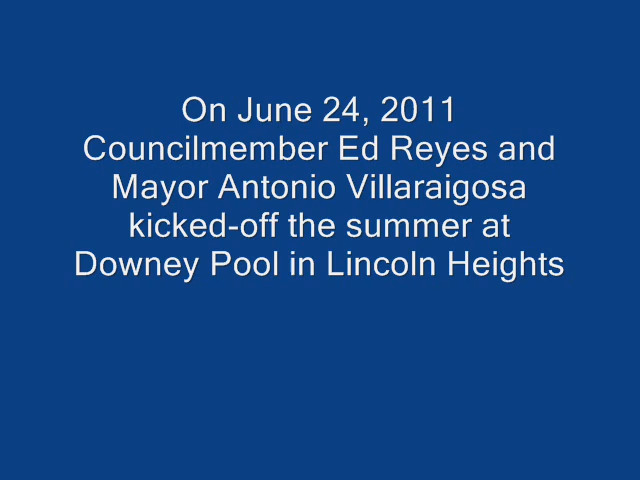 On June 24, 2011
Councilmember Ed Reyes and
Mayor Antonio Villaraigosa
kicked-off the summer at
Downey Pool in Lincoln Heights